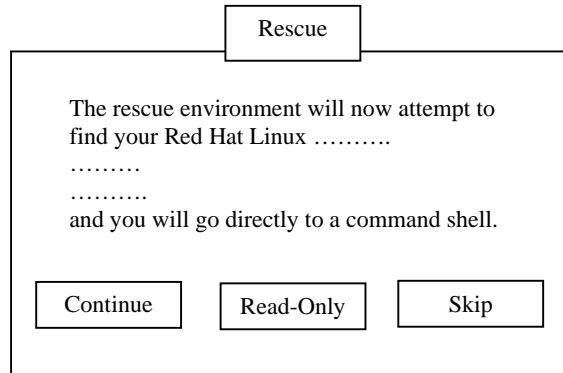 Rescue
The rescue environment will now attempt to
find your Red Hat Linux ……….
………
……….
and you will go directly to a command shell.
Continue Read-Only Skip